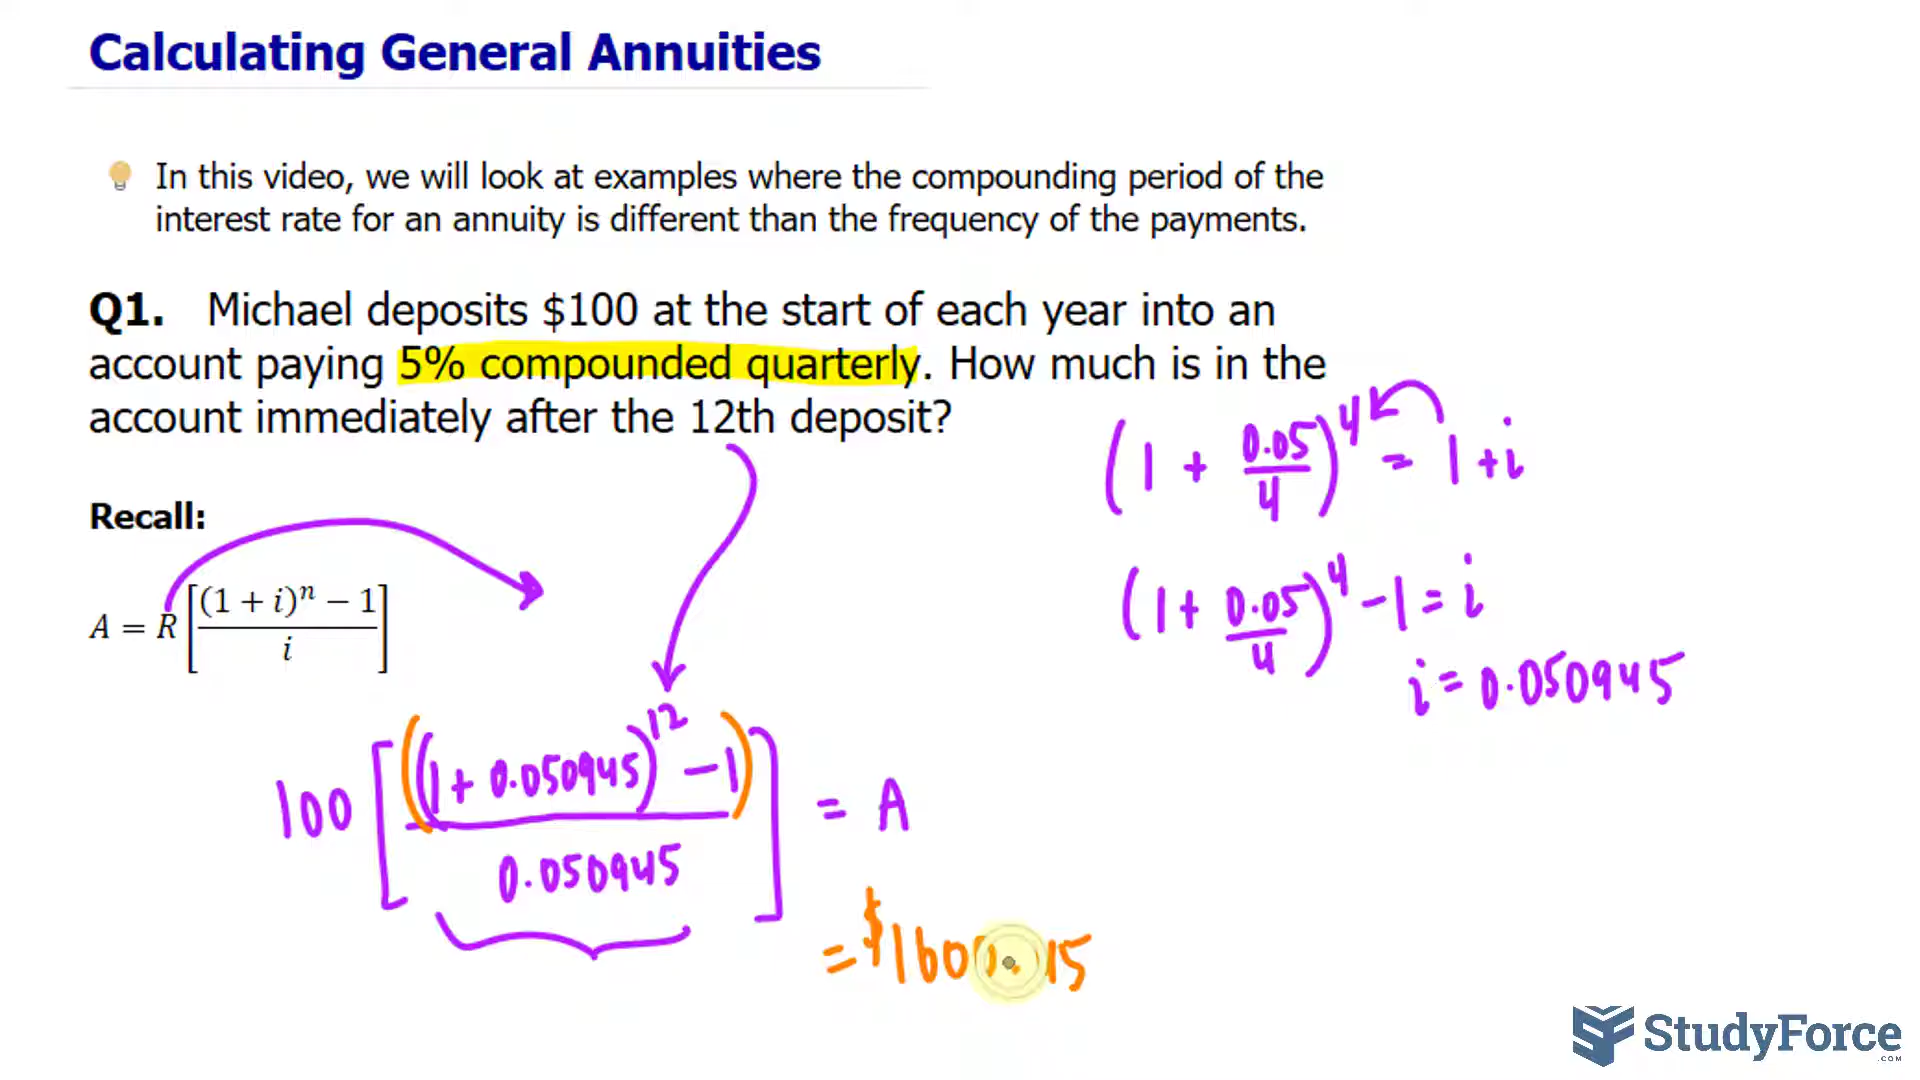 Calculating General Annuities
In this video, we will look at examples where the compounding period of the
interest rate for an annuity is different than the frequency of the payments.
Q1. Michael deposits $100 at the start of each year into an
account paying 5% compounded quarterly. How much is in the
account immediately after the 12th deposit?
(1 + 0.05/4)^4 = 1+i
Recall:
A = R[((1 + i)^n − 1)/i]
(1 + 0.05/4)^4 - 1 = i
i = 0.050945
100[((1 + 0.050945)^12 - 1)/0.050945] = A
= $1600.15
StudyForce
.COM